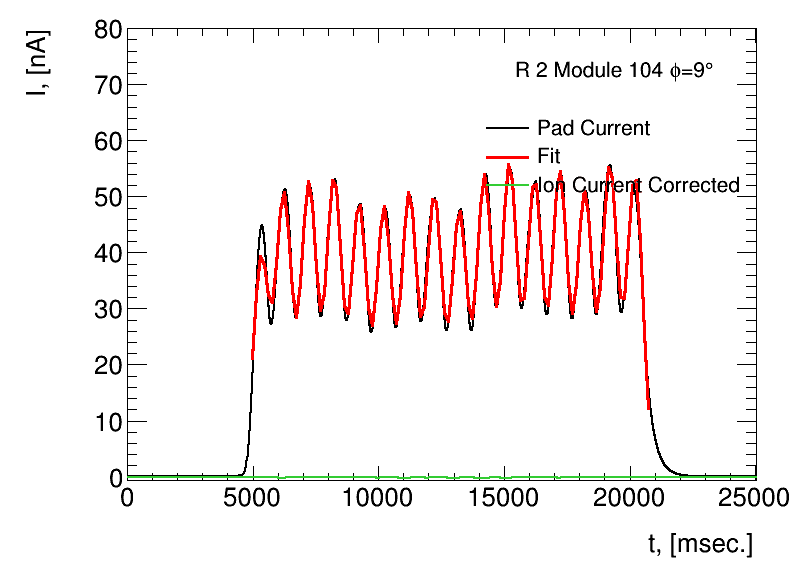 I, [nA]
80
70
60
50
40
30
20
10
0
R 2 Module 104 ϕ=9°
Pad Current
Fit
Ion Current Corrected
0 5000 10000 15000 20000 25000
t, [msec.]